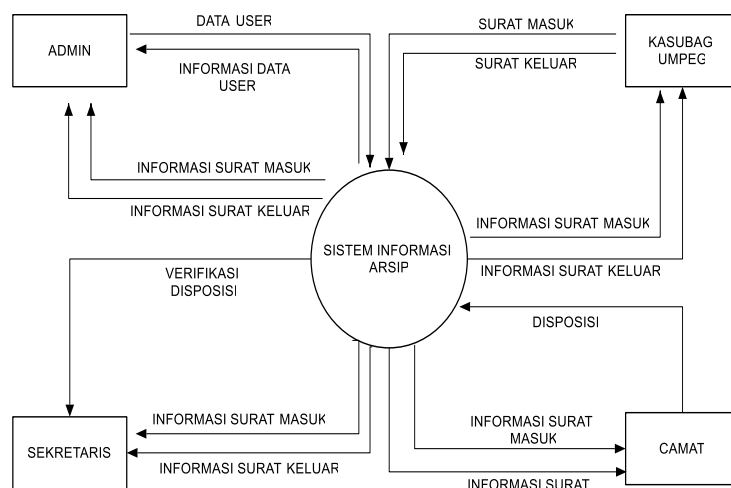 DATA USER
ADMIN
INFORMASI DATA
USER
SURAT MASUK
SURAT KELUAR
KASUBAG
UMPEG
INFORMASI SURAT MASUK
INFORMASI SURAT KELUAR
SISTEM INFORMASI
ARSIP
INFORMASI SURAT MASUK
INFORMASI SURAT KELUAR
VERIFIKASI
DISPOSISI
DISPOSISI
INFORMASI SURAT MASUK
SEKRETARIS
INFORMASI SURAT KELUAR
INFORMASI SURAT
MASUK
CAMAT
INFORMASI SURAT